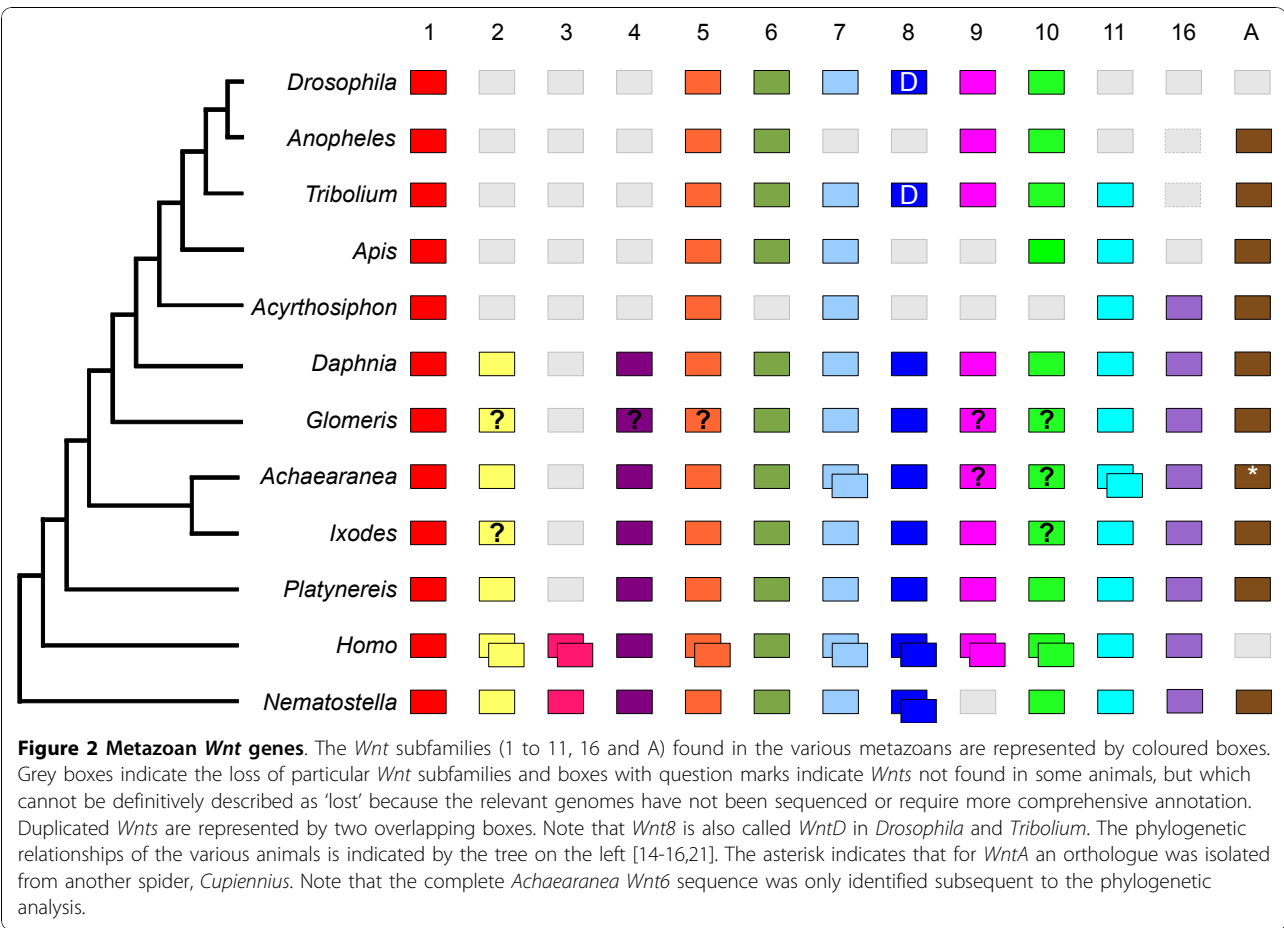 1 2 3 4 5 6 7 8 9 10 11 16 A
Drosophila D
Anopheles
Tribolium D
Apis
Acyrthosiphon
Daphnia
Glomeris ? ? ? ? ?
Achaearanea ? ? *
Ixodes ? ?
Platynereis
Homo
Nematostella
Figure 2 Metazoan Wnt genes. The Wnt subfamilies (1 to 11, 16 and A) found in the various metazoans are represented by coloured boxes.
Grey boxes indicate the loss of particular Wnt subfamilies and boxes with question marks indicate Wnts not found in some animals, but which
cannot be definitively described as 'lost' because the relevant genomes have not been sequenced or require more comprehensive annotation.
Duplicated Wnts are represented by two overlapping boxes. Note that Wnt8 is also called WntD in Drosophila and Tribolium. The phylogenetic
relationships of the various animals is indicated by the tree on the left [14-16,21]. The asterisk indicates that for WntA an orthologue was isolated
from another spider, Cupiennius. Note that the complete Achaearanea Wnt6 sequence was only identified subsequent to the phylogenetic
analysis.